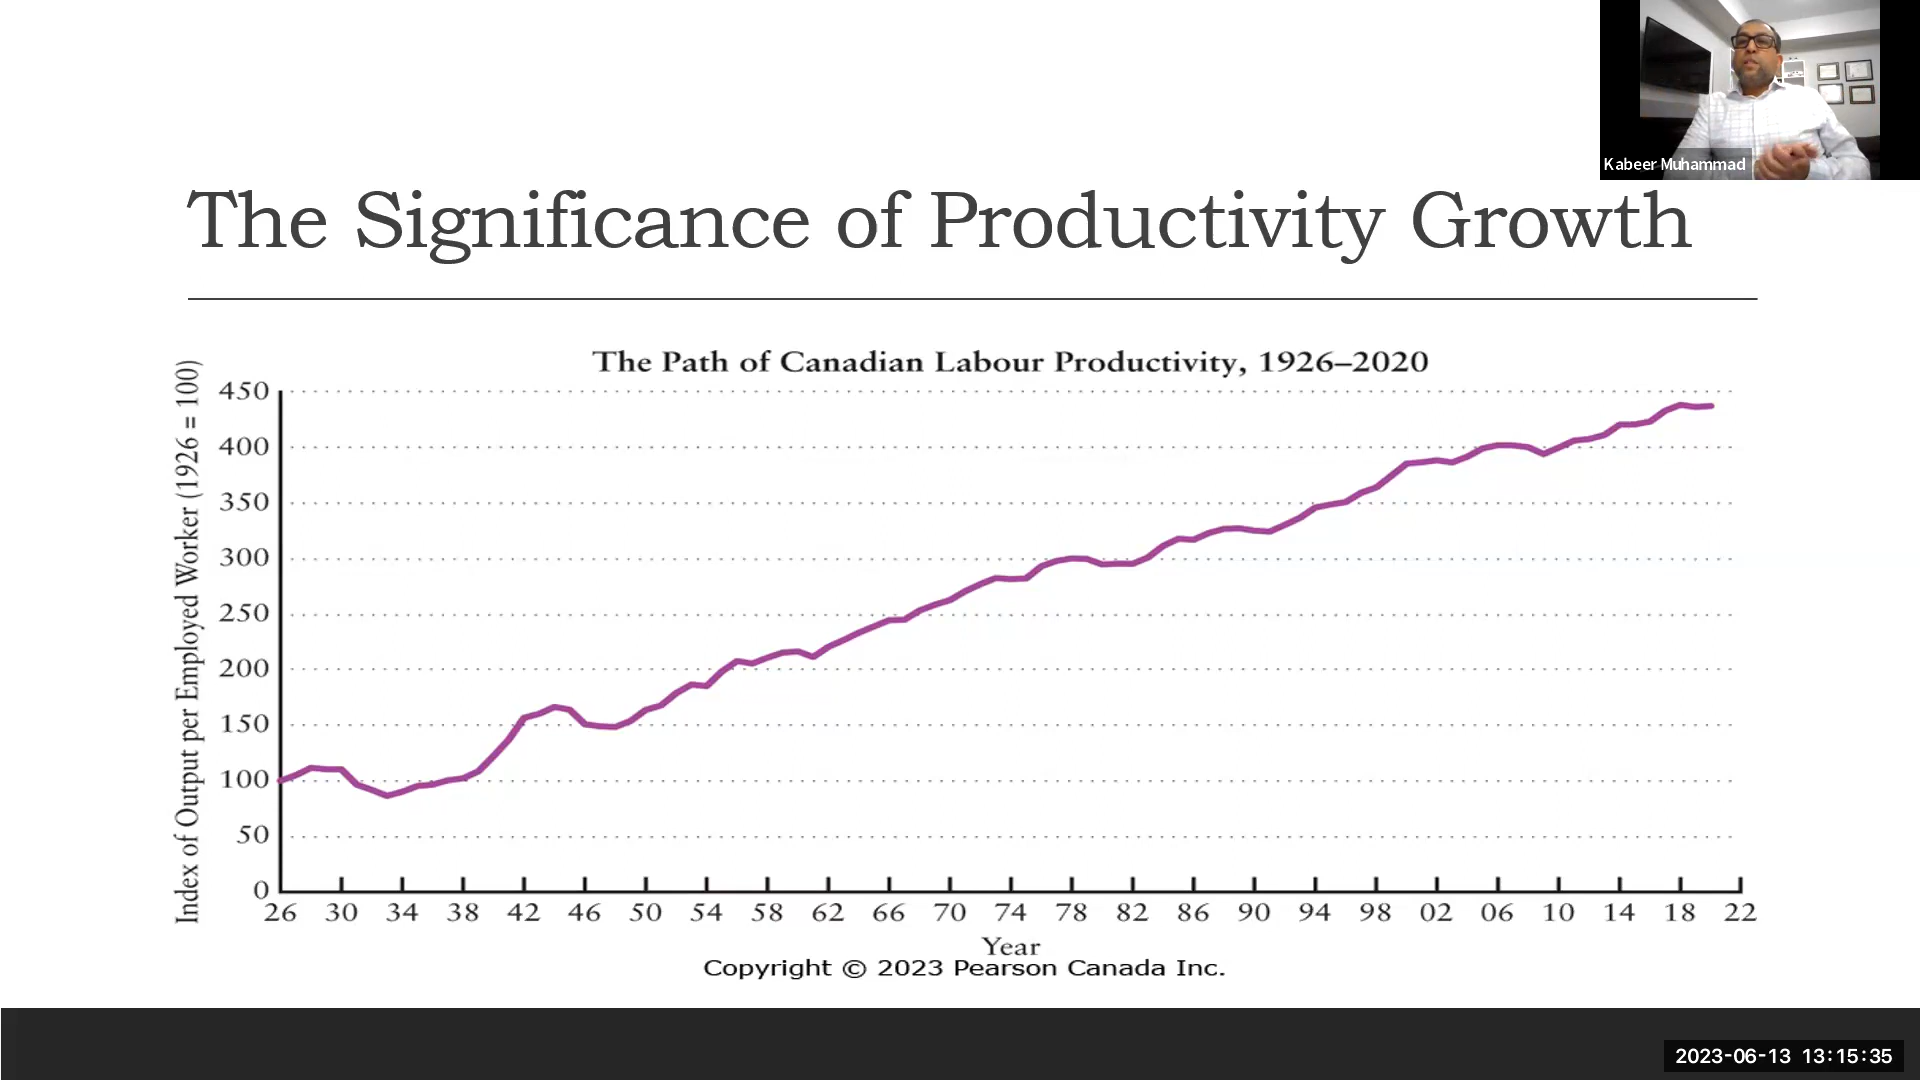 Kabeer Muhammad
The Significance of Productivity Growth
The Path of Canadian Labour Productivity, 1926–2020
Index of Output per Employed Worker (1926 = 100)
450
400
350
300
250
200
150
100
50
0
26 30 34 38 42 46 50 54 58 62 66 70 74 78 82 86 90 94 98 02 06 10 14 18 22
Year
Copyright © 2023 Pearson Canada Inc.
2023-06-13 13:15:35